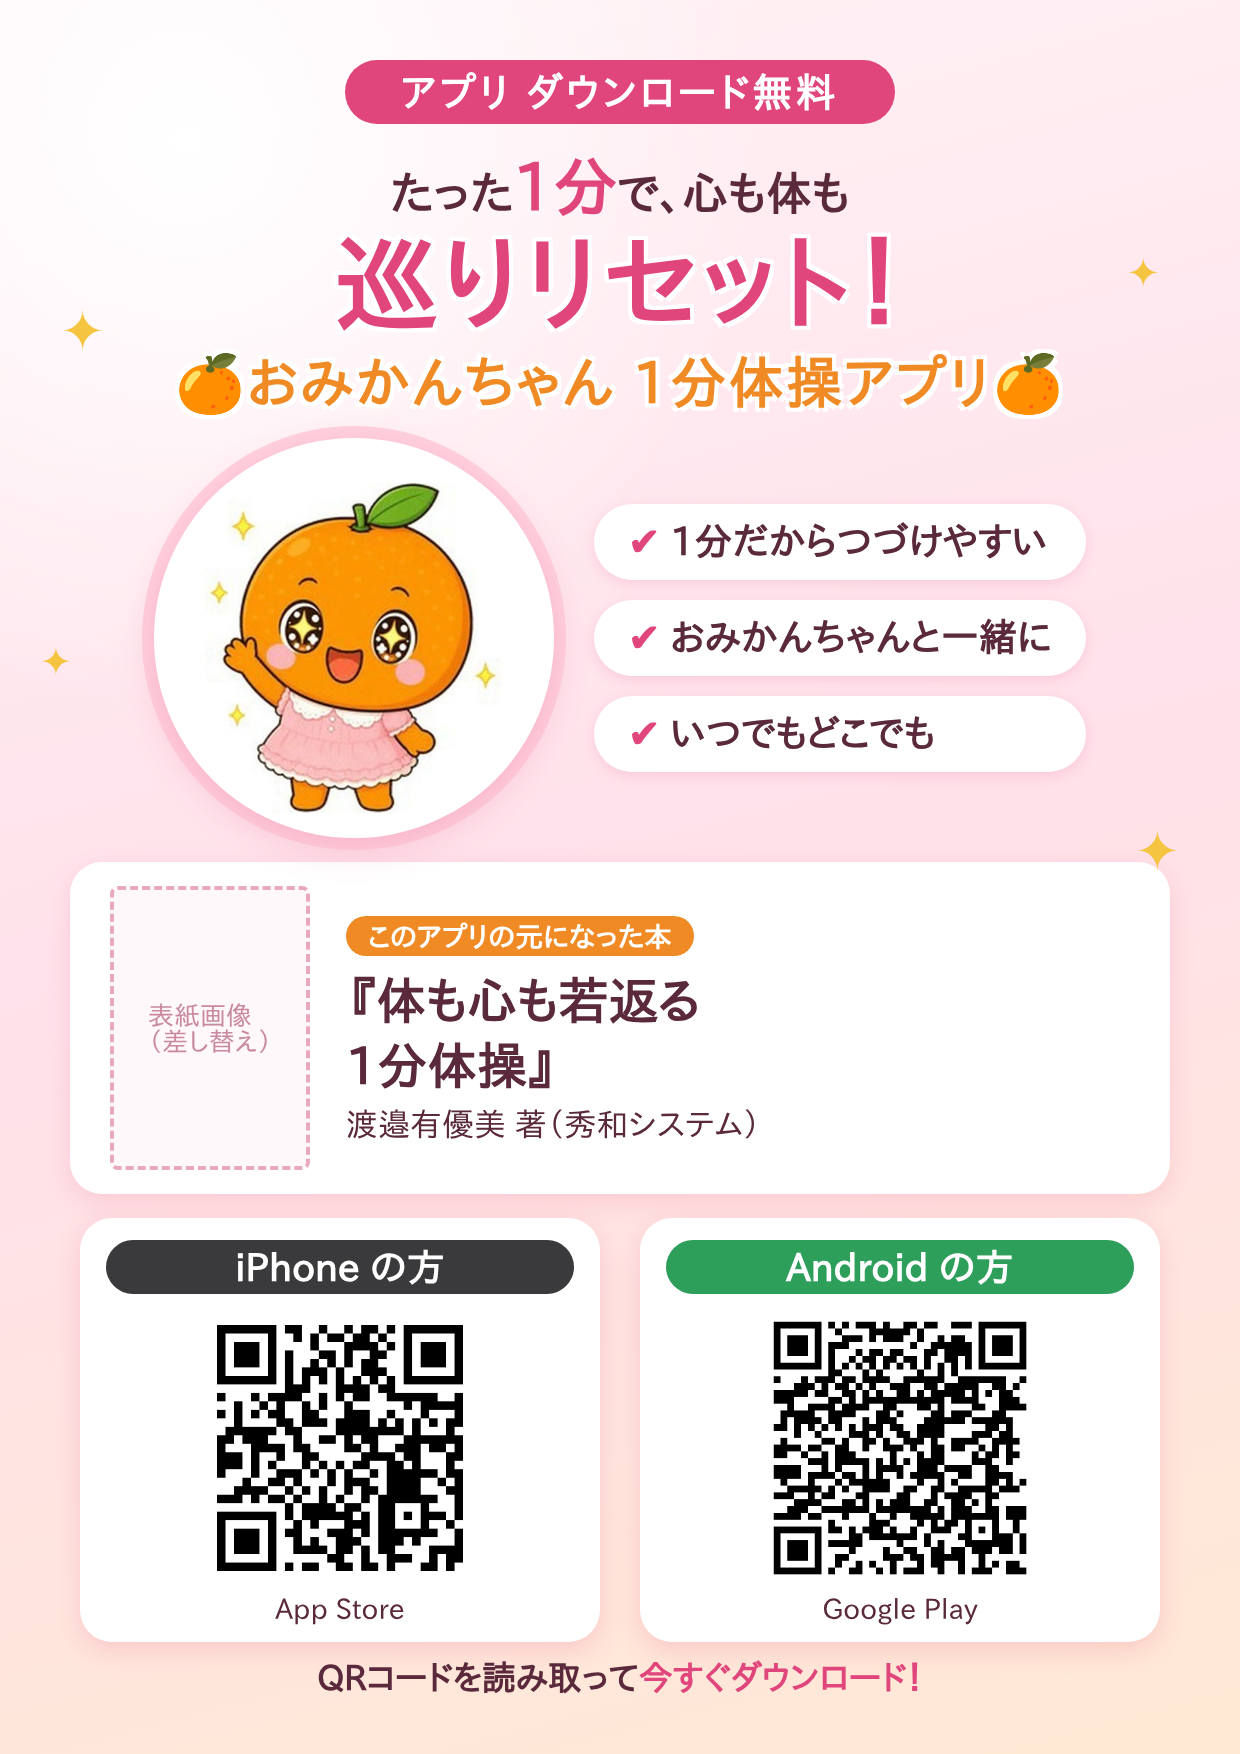 アプリ ダウンロード無料
たった1分で、心も体も
巡りリセット!
🍊おみかんちゃん 1分体操アプリ🍊
✔ 1分だからつづけやすい
✔ おみかんちゃんと一緒に
✔ いつでもどこでも
表紙画像
（差し替え）
このアプリの元になった本
『体も心も若返る
1分体操』
渡邉有優美 著（秀和システム）
iPhone の方
Android の方
App Store
Google Play
QRコードを読み取って今すぐダウンロード!